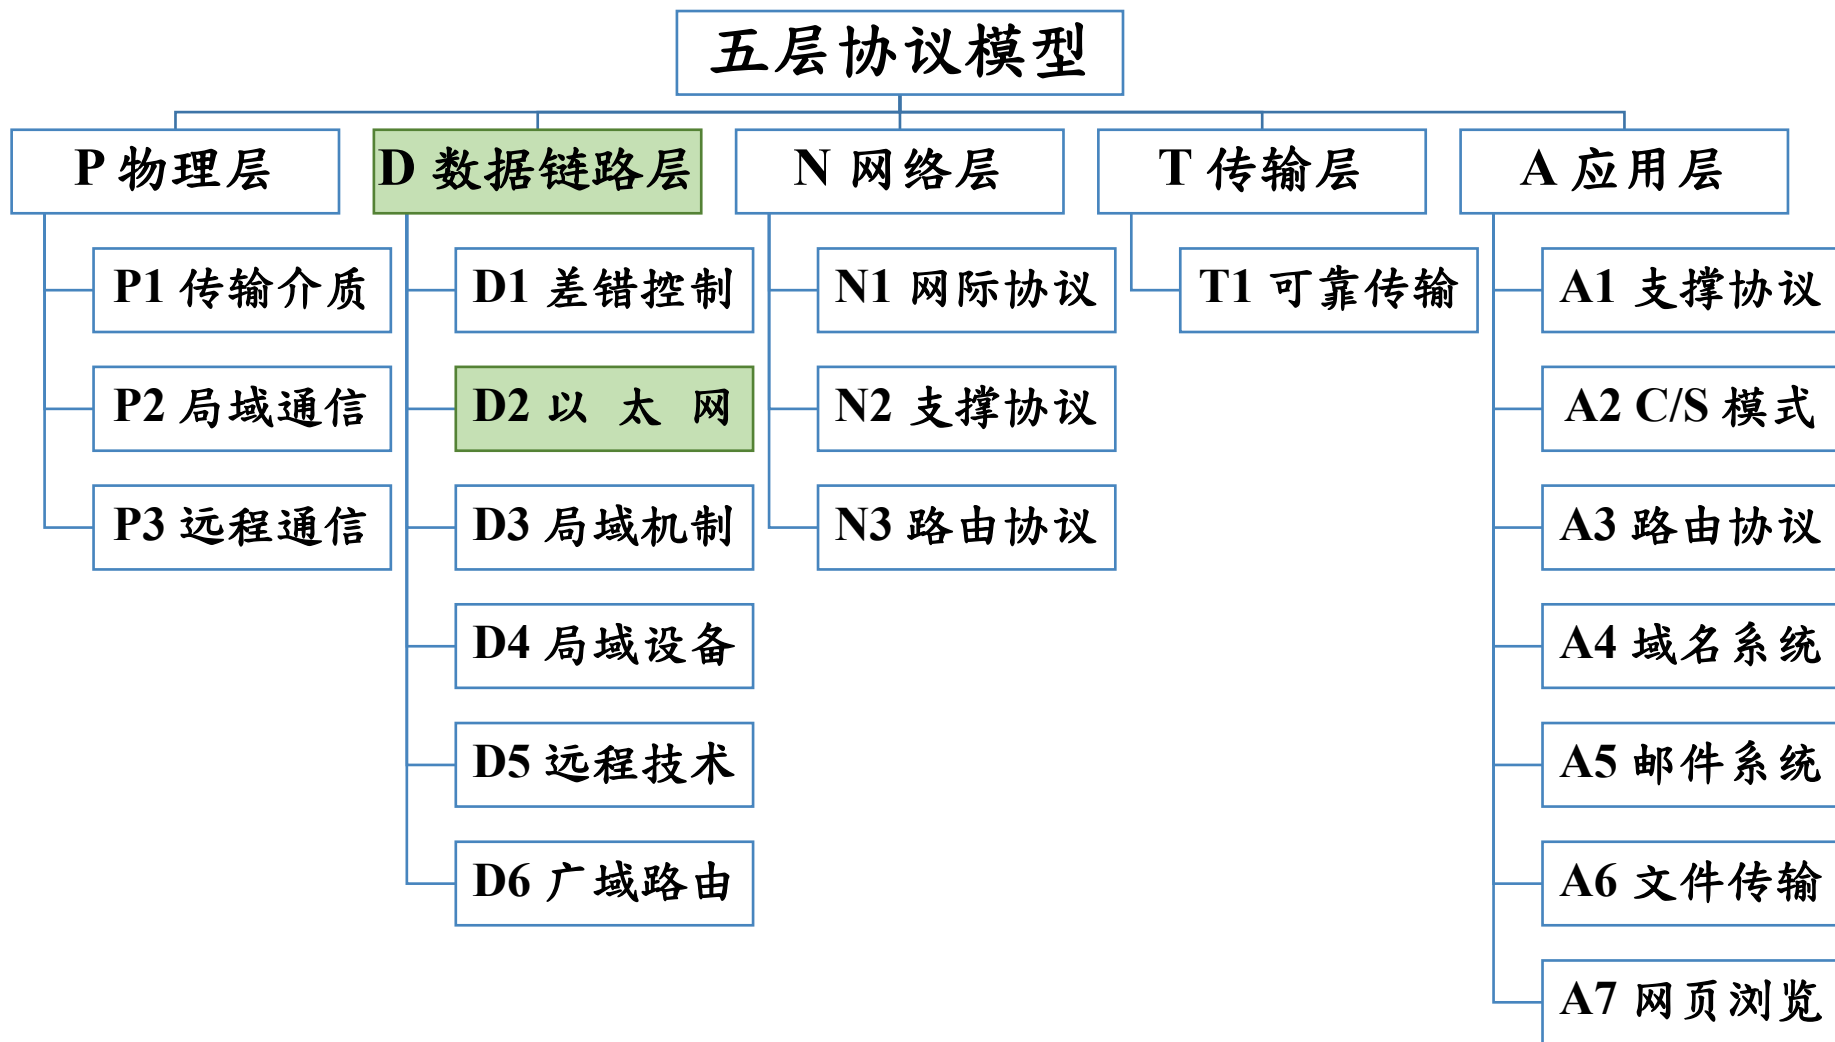 五层协议模型
P 物理层
D 数据链路层
N 网络层
T 传输层
A 应用层
P1 传输介质
P2 局域通信
P3 远程通信
D1 差错控制
D2 以 太 网
D3 局域机制
D4 局域设备
D5 远程技术
D6 广域路由
N1 网际协议
N2 支撑协议
N3 路由协议
T1 可靠传输
A1 支撑协议
A2 C/S 模式
A3 路由协议
A4 域名系统
A5 邮件系统
A6 文件传输
A7 网页浏览